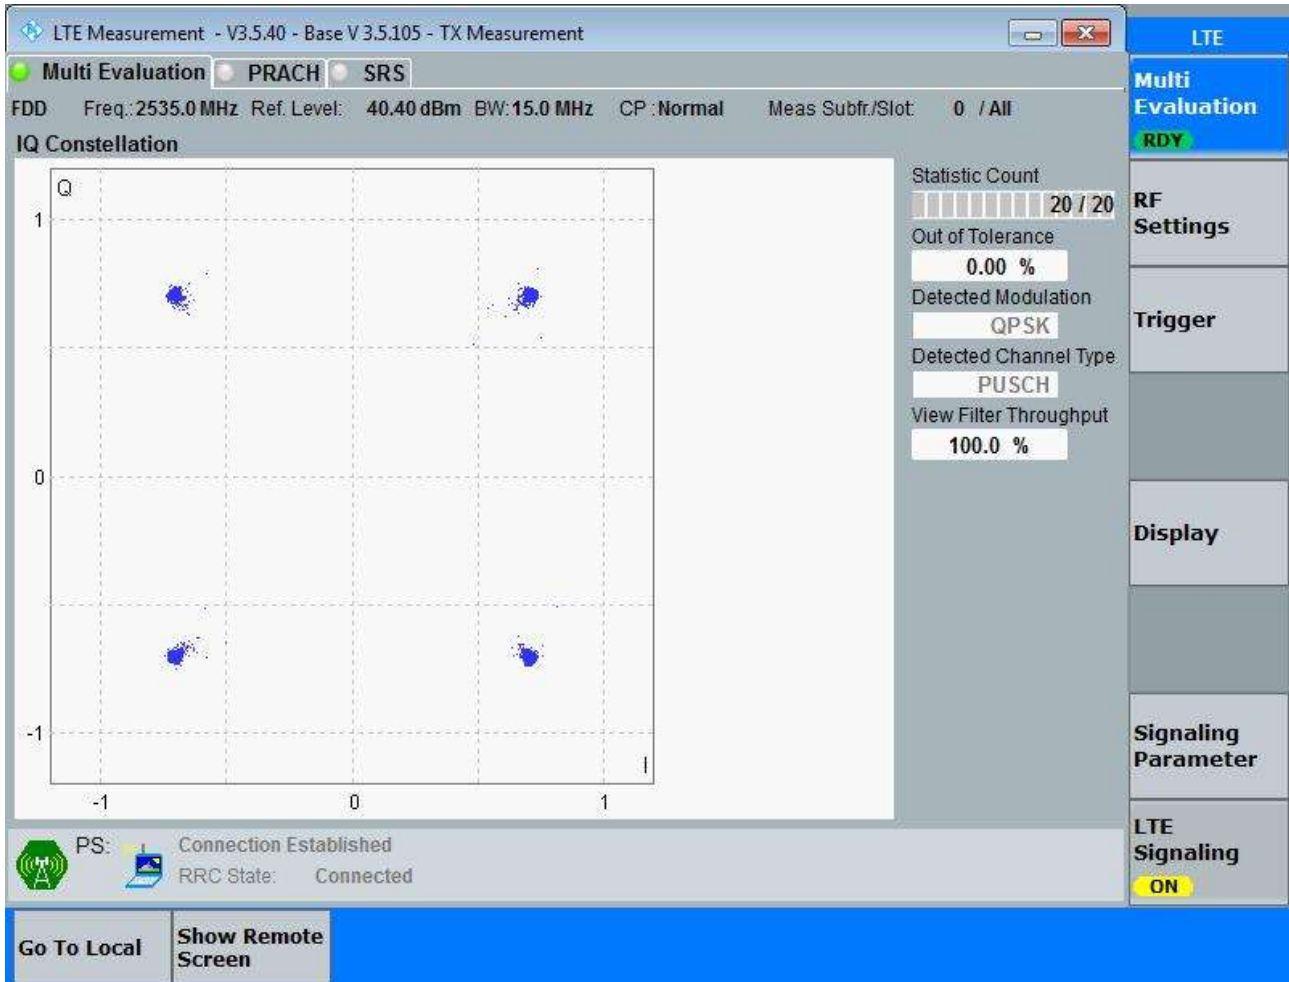 LTE Measurement - V3.5.40 - Base V 3.5.105 - TX Measurement
Multi Evaluation PRACH SRS
FDD Freq.: 2535.0 MHz Ref. Level: 40.40 dBm BW: 15.0 MHz CP : Normal Meas Subfr./Slot: 0 / All
IQ Constellation
Q
1
0
-1
I
-1 0 1
Statistic Count
20 / 20
Out of Tolerance
0.00 %
Detected Modulation
QPSK
Detected Channel Type
PUSCH
View Filter Throughput
100.0 %
PS: Connection Established
RRC State: Connected
LTE
Multi
Evaluation
RDY
RF
Settings
Trigger
Display
Signaling
Parameter
LTE
Signaling
ON
Go To Local
Show Remote
Screen